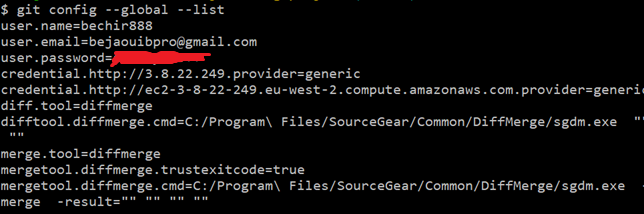 $ git config --global --list
user.name=bechir888
user.email=bejaouibpro@gmail.com
user.password=
credential.http://3.8.22.249.provider=generic
credential.http://ec2-3-8-22-249.eu-west-2.compute.amazonaws.com.provider=generic
diff.tool=diffmerge
difftool.diffmerge.cmd=C:/Program\ Files/SourceGear/Common/DiffMerge/sgdm.exe ""
""
merge.tool=diffmerge
mergetool.diffmerge.trustexitcode=true
mergetool.diffmerge.cmd=C:/Program\ Files/SourceGear/Common/DiffMerge/sgdm.exe -
merge -result="" "" "" ""